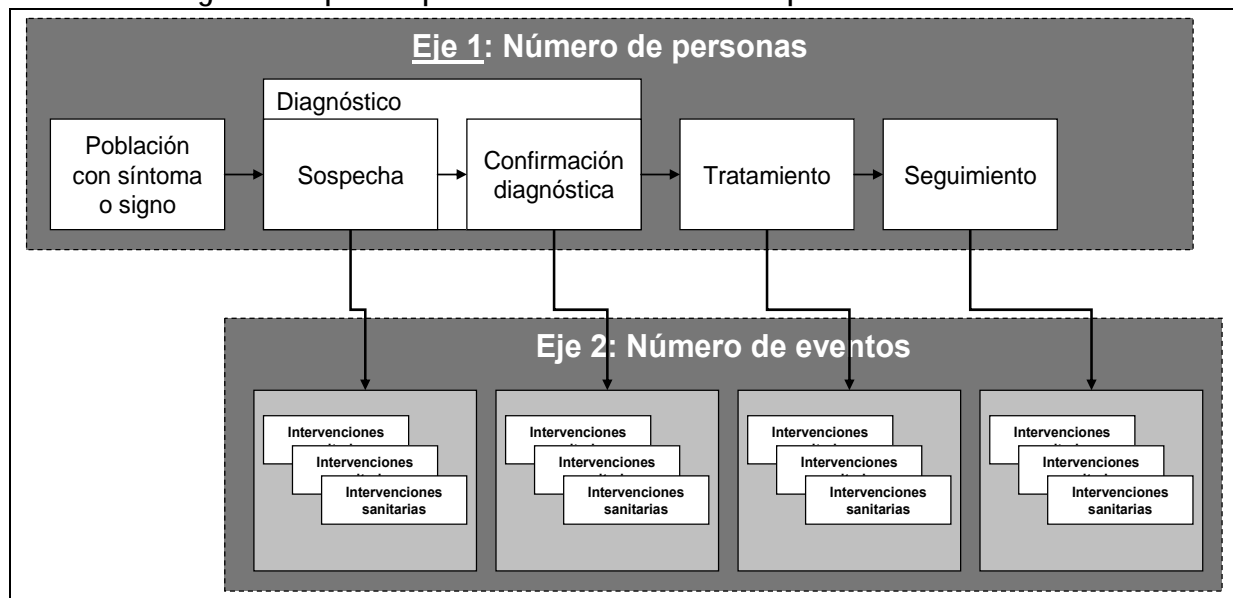 Eje 1: Número de personas
Diagnóstico
Población
con síntoma
o signo
Sospecha
Confirmación
diagnóstica
Tratamiento
Seguimiento
Eje 2: Número de eventos
Intervenciones
Intervenciones
Intervenciones
sanitarias
Intervenciones
Intervenciones
Intervenciones
sanitarias
Intervenciones
Intervenciones
Intervenciones
sanitarias
Intervenciones
Intervenciones
Intervenciones
sanitarias